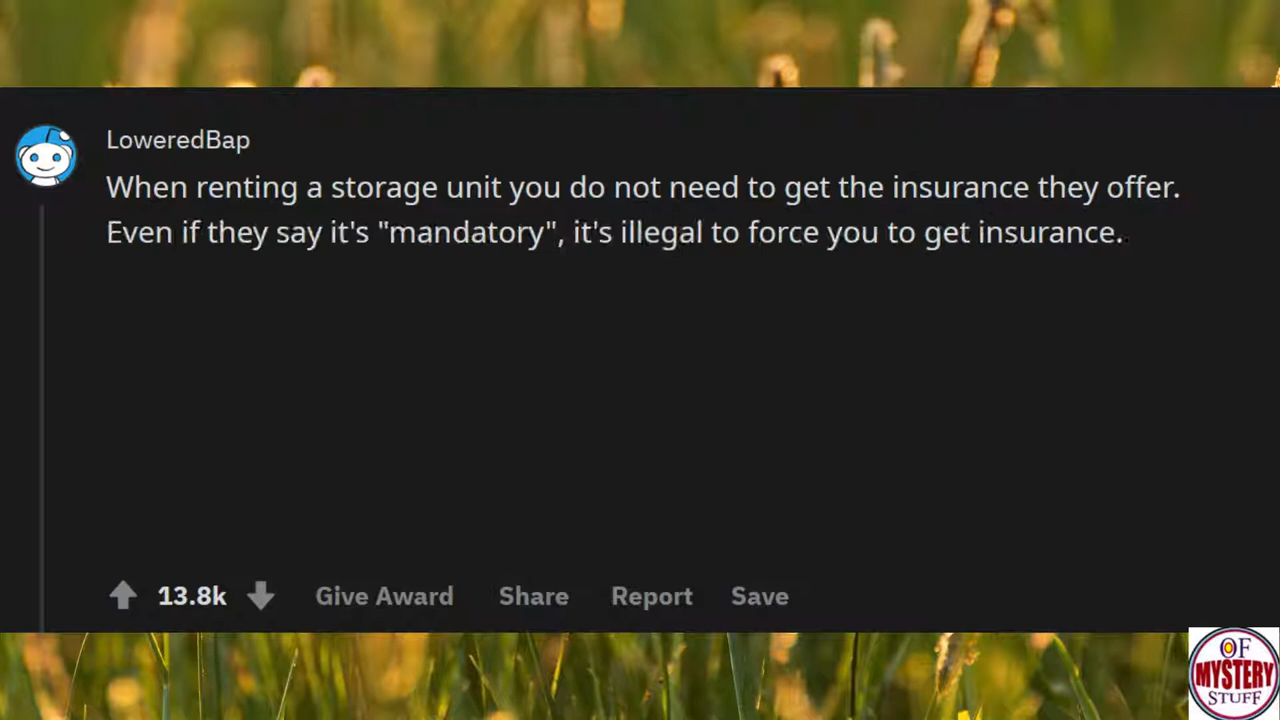 LoweredBap
When renting a storage unit you do not need to get the insurance they offer.
Even if they say it's "mandatory", it's illegal to force you to get insurance.
13.8k Give Award Share Report Save
OF
MYSTERY
STUFF